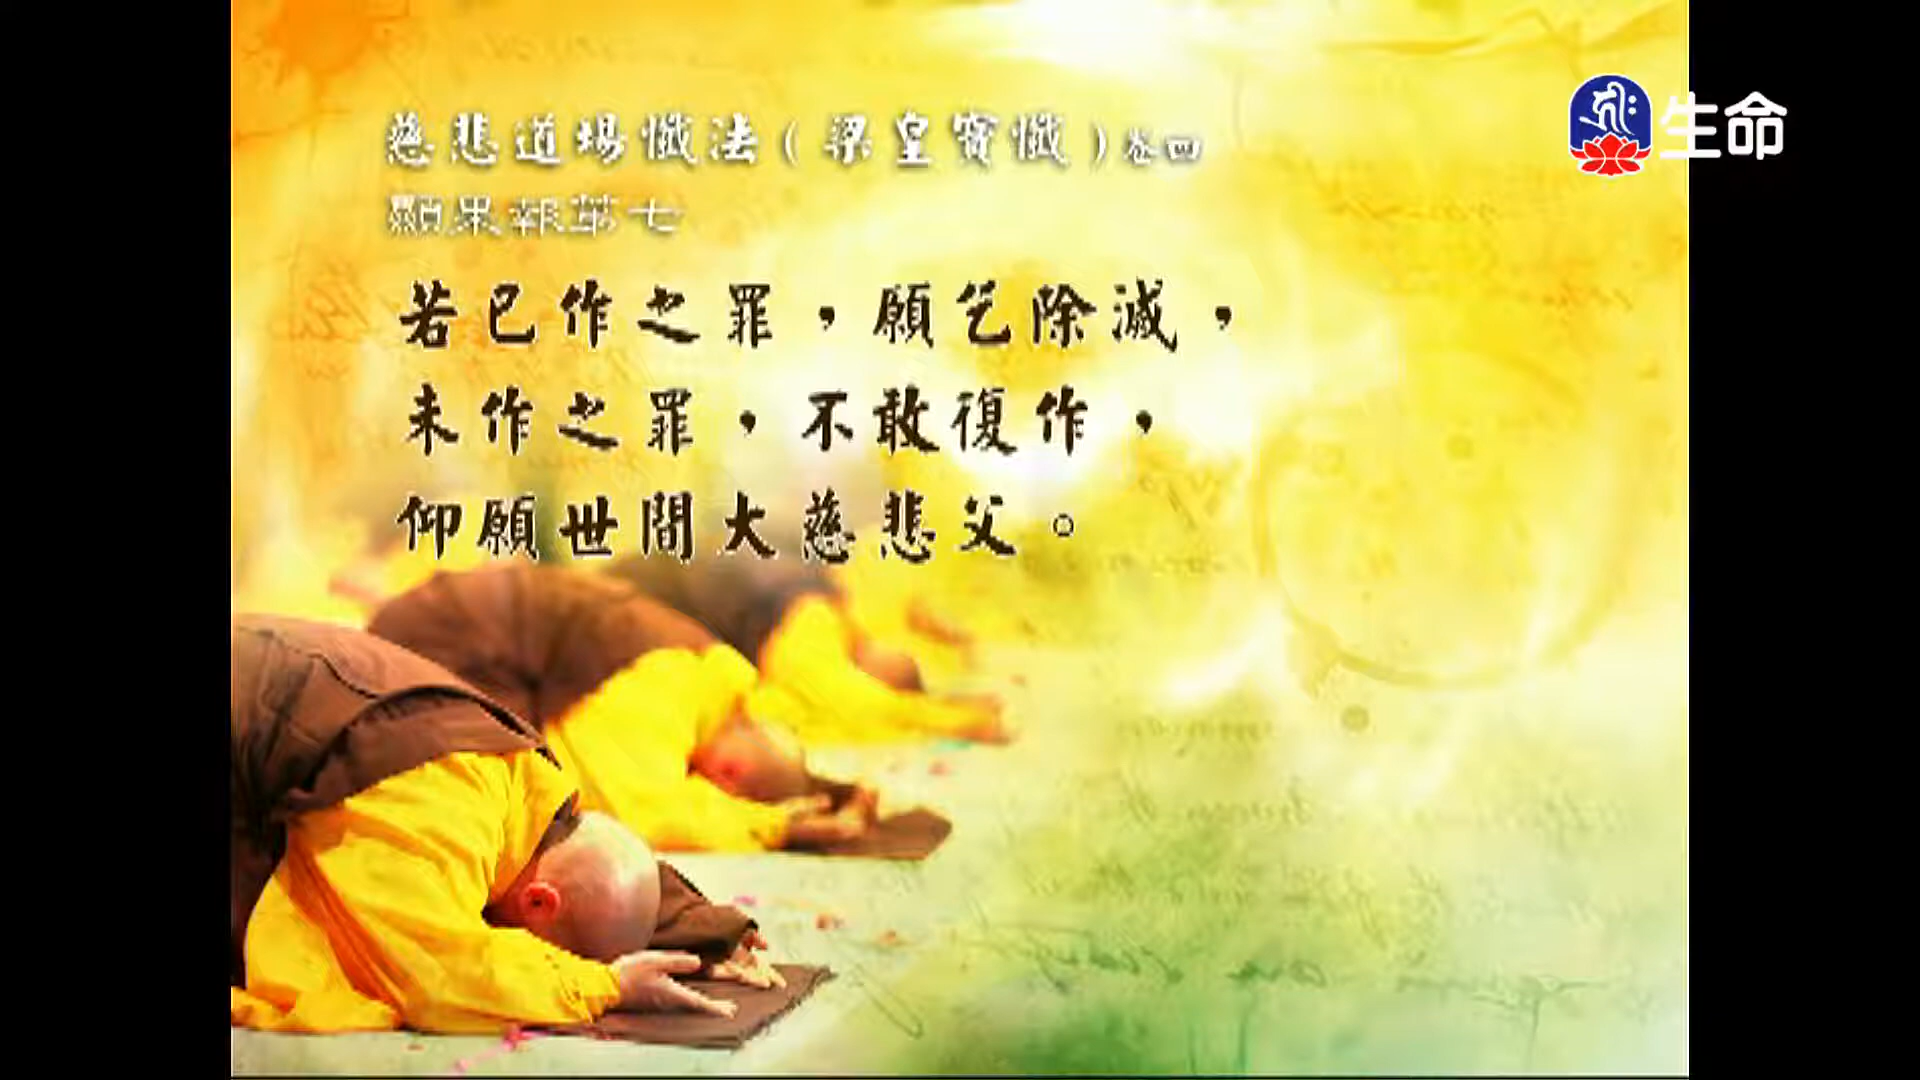 慈悲道場懺法(梁皇寶懺)卷四
顯果報第七
若已作之罪，願乞除滅，
未作之罪，不敢復作，
仰願世間大慈悲父。
生命